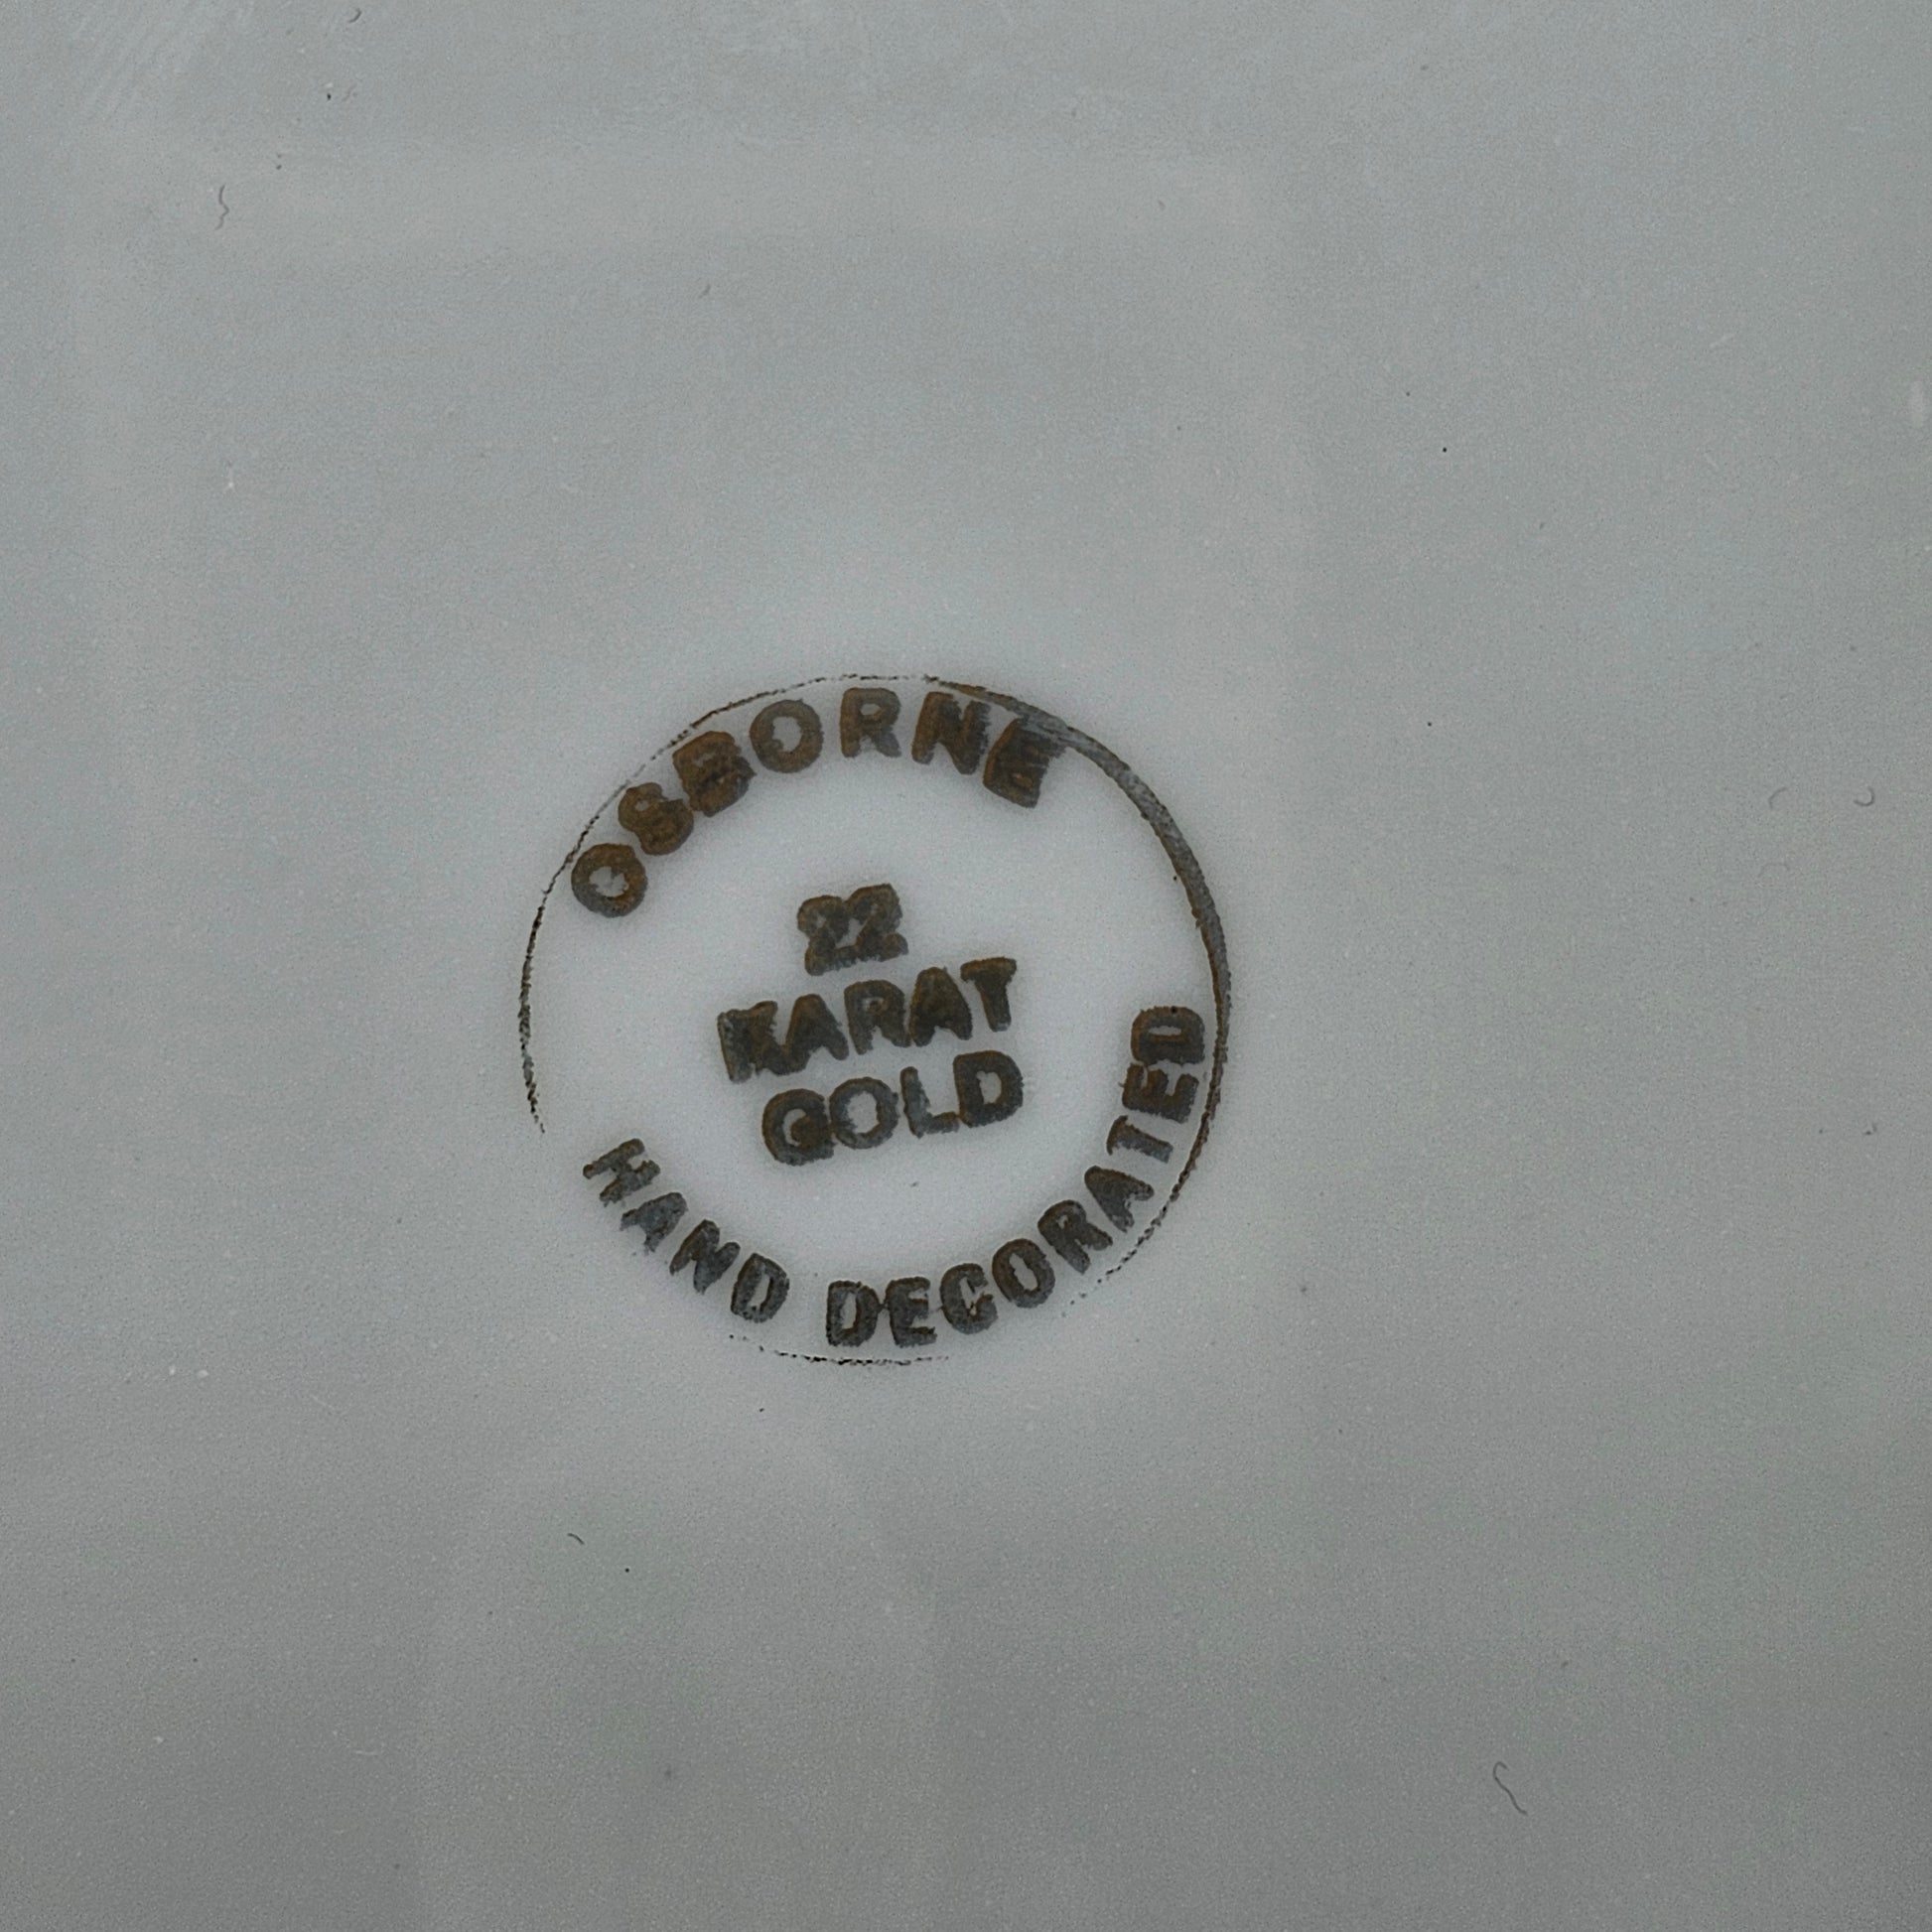 OSBORNE
22
KARAT
GOLD
HAND DECORATED